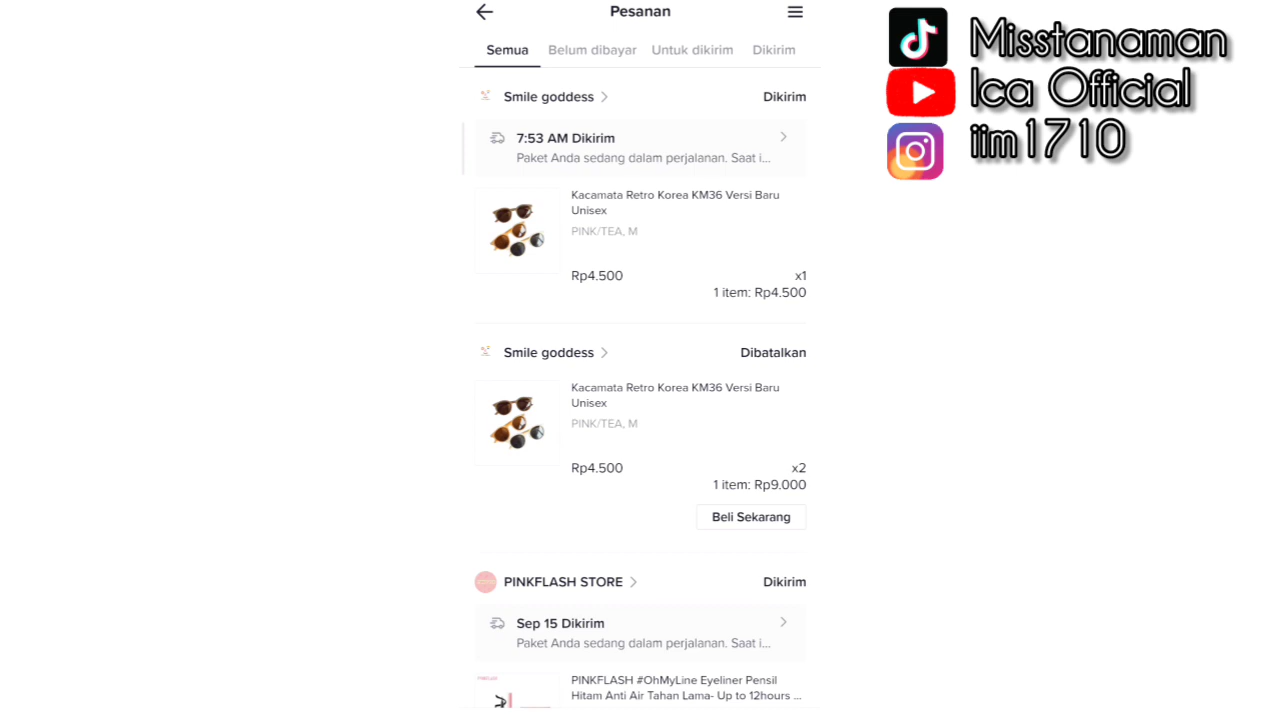 Pesanan
Semua Belum dibayar Untuk dikirim Dikirim
Misstanaman
Ica Official
iim1710
Smile goddess Dikirim
7:53 AM Dikirim
Paket Anda sedang dalam perjalanan. Saat i...
Kacamata Retro Korea KM36 Versi Baru
Unisex
PINK/TEA, M
Rp4.500 x1
1 item: Rp4.500
Smile goddess Dibatalkan
Kacamata Retro Korea KM36 Versi Baru
Unisex
PINK/TEA, M
Rp4.500 x2
1 item: Rp9.000
Beli Sekarang
PINKFLASH STORE Dikirim
Sep 15 Dikirim
Paket Anda sedang dalam perjalanan. Saat i...
PINKFLASH #OhMyLine Eyeliner Pensil
Hitam Anti Air Tahan Lama- Up to 12hours ...